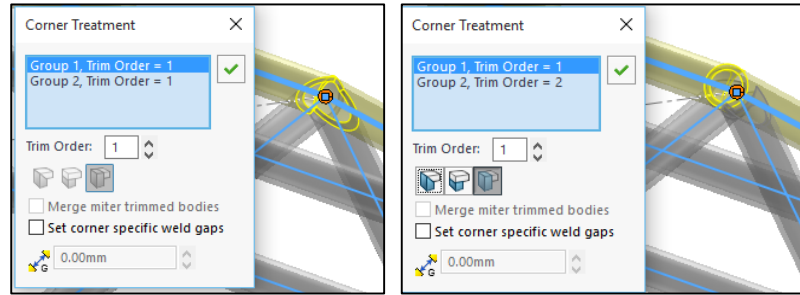 Corner Treatment
Group 1, Trim Order = 1
Group 2, Trim Order = 1
Trim Order: 1
Merge miter trimmed bodies
Set corner specific weld gaps
G 0.00mm
Corner Treatment
Group 1, Trim Order = 1
Group 2, Trim Order = 2
Trim Order: 1
Merge miter trimmed bodies
Set corner specific weld gaps
G 0.00mm